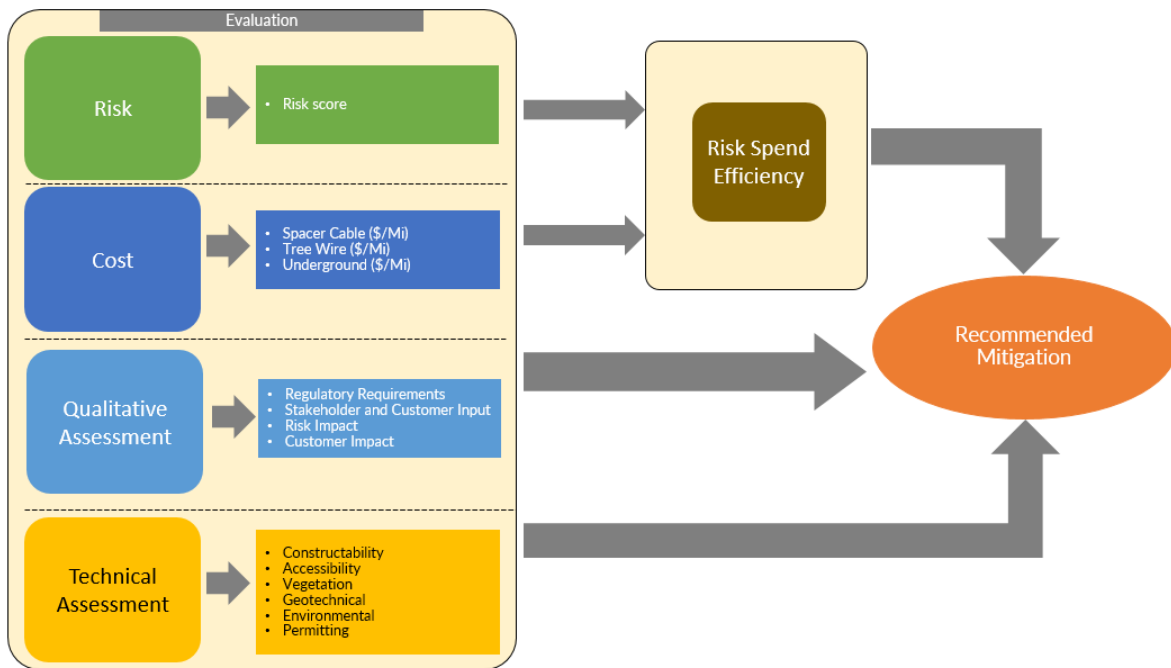 Evaluation
Risk
• Risk score
Cost
• Spacer Cable ($/Mi)
• Tree Wire ($/Mi)
• Underground ($/Mi)
Qualitative
Assessment
• Regulatory Requirements
• Stakeholder and Customer Input
• Risk Impact
• Customer Impact
Technical
Assessment
• Constructability
• Accessibility
• Vegetation
• Geotechnical
• Environmental
• Permitting
Risk Spend
Efficiency
Recommended
Mitigation